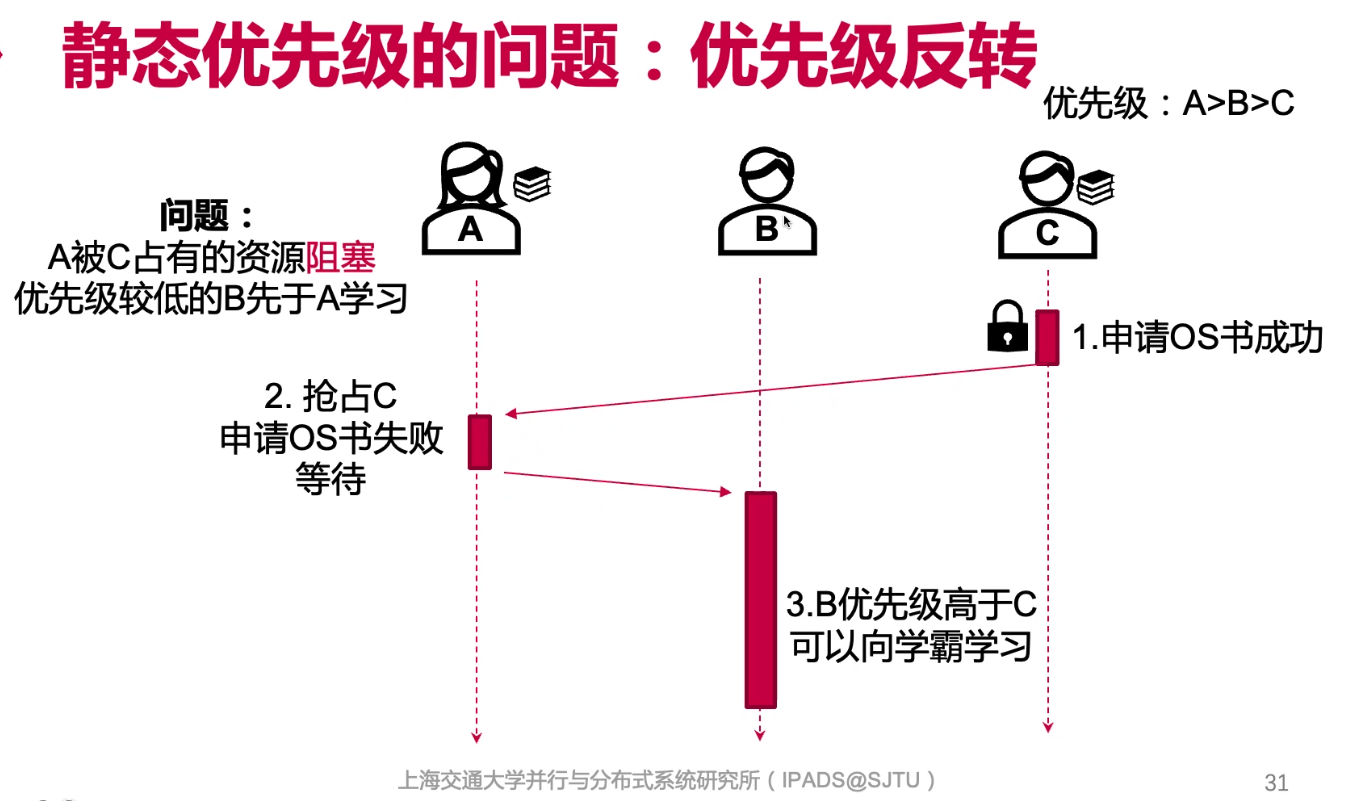 静态优先级的问题：优先级反转
优先级：A>B>C
A
B
C
问题：
A被C占有的资源阻塞
优先级较低的B先于A学习
1.申请OS书成功
2. 抢占C
申请OS书失败
等待
3.B优先级高于C
可以向学霸学习
上海交通大学并行与分布式系统研究所（IPADS@SJTU）
31